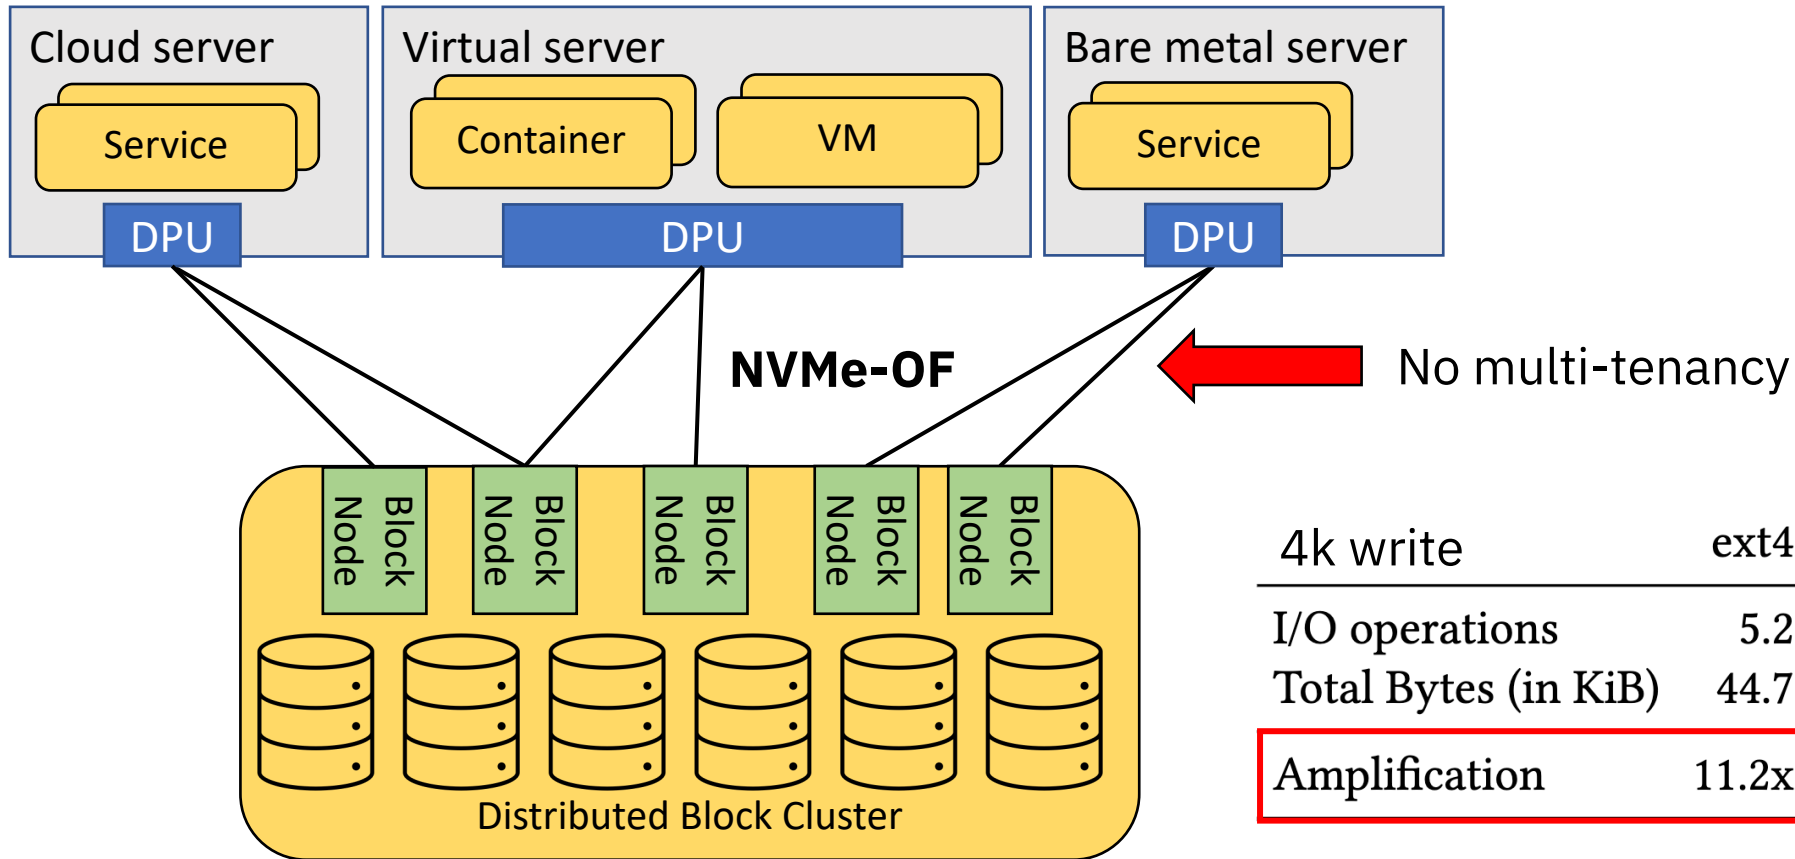 Cloud server
Service
DPU
Virtual server
Container
VM
DPU
Bare metal server
Service
DPU
NVMe-OF
No multi-tenancy
Block
Node
Block
Node
Block
Node
Block
Node
Block
Node
Distributed Block Cluster
4k write ext4
I/O operations 5.2
Total Bytes (in KiB) 44.7
Amplification 11.2x